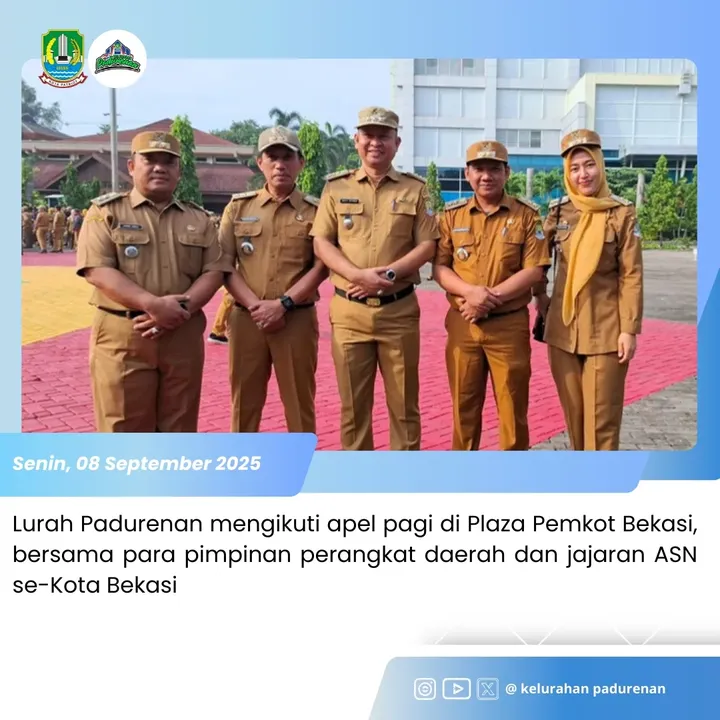 Senin, 08 September 2025
Lurah Padurenan mengikuti apel pagi di Plaza Pemkot Bekasi,
bersama para pimpinan perangkat daerah dan jajaran ASN
se-Kota Bekasi
@ kelurahan padurenan